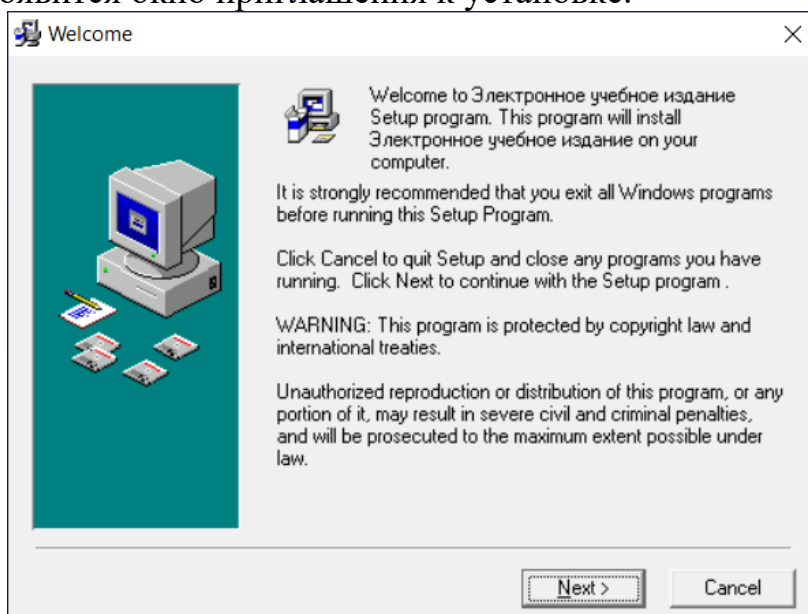 оявится окно приглашения к установке.
Welcome
Welcome to Электронное учебное издание
Setup program. This program will install
Электронное учебное издание on your
computer.
It is strongly recommended that you exit all Windows programs
before running this Setup Program.
Click Cancel to quit Setup and close any programs you have
running. Click Next to continue with the Setup program .
WARNING: This program is protected by copyright law and
international treaties.
Unauthorized reproduction or distribution of this program, or any
portion of it, may result in severe civil and criminal penalties,
and will be prosecuted to the maximum extent possible under
law.
Next >
Cancel